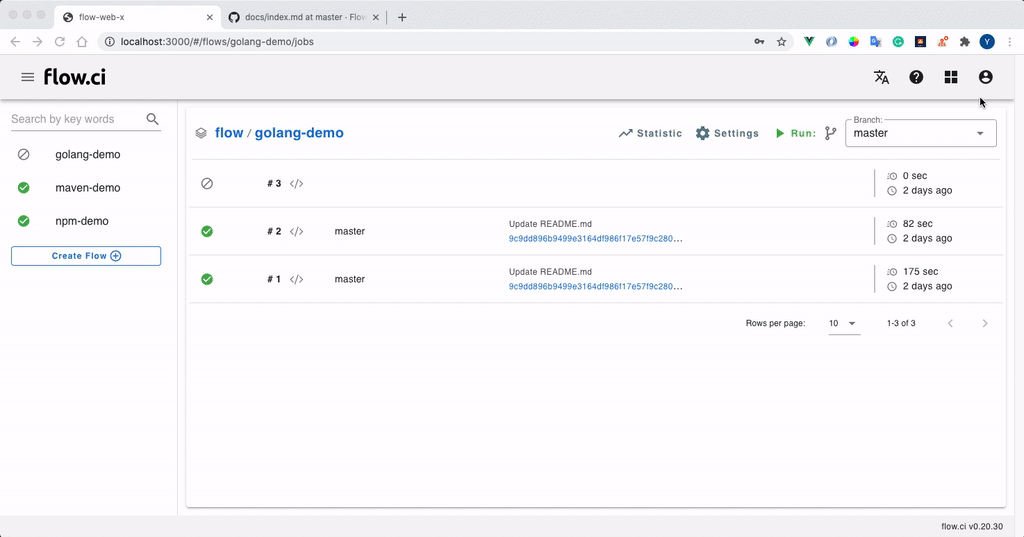 flow-web-x
docs/index.md at master · Flow
localhost:3000/#/flows/golang-demo/jobs
Y
flow.ci
Search by key words
golang-demo
maven-demo
npm-demo
Create Flow
flow / golang-demo
Statistic
Settings
Run:
Branch:
master
# 3
0 sec
2 days ago
# 2
master
Update README.md
9c9dd896b9499e3164df986f17e57f9c280...
82 sec
2 days ago
# 1
master
Update README.md
9c9dd896b9499e3164df986f17e57f9c280...
175 sec
2 days ago
Rows per page:
10
1-3 of 3
flow.ci v0.20.30